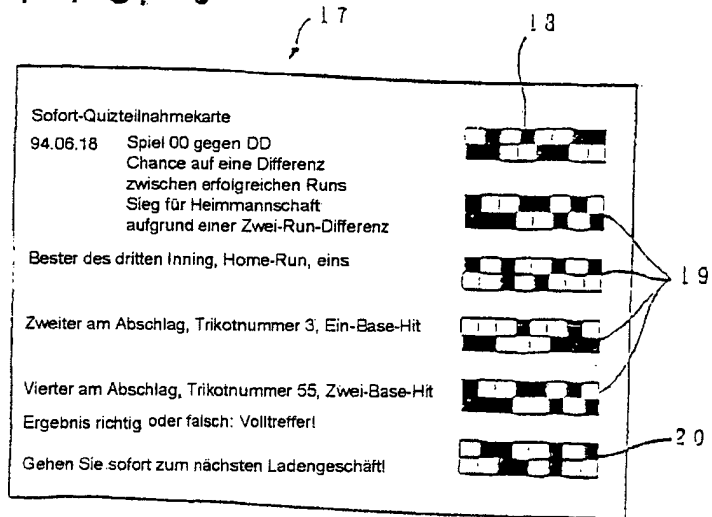 17
18
Sofort-Quizteilnahmekarte
94.06.18 Spiel 00 gegen DD
Chance auf eine Differenz
zwischen erfolgreichen Runs
Sieg für Heimmannschaft
aufgrund einer Zwei-Run-Differenz
Bester des dritten Inning, Home-Run, eins
19
Zweiter am Abschlag, Trikotnummer 3, Ein-Base-Hit
Vierter am Abschlag, Trikotnummer 55, Zwei-Base-Hit
Ergebnis richtig oder falsch: Volltreffer!
20
Gehen Sie sofort zum nächsten Ladengeschäft!